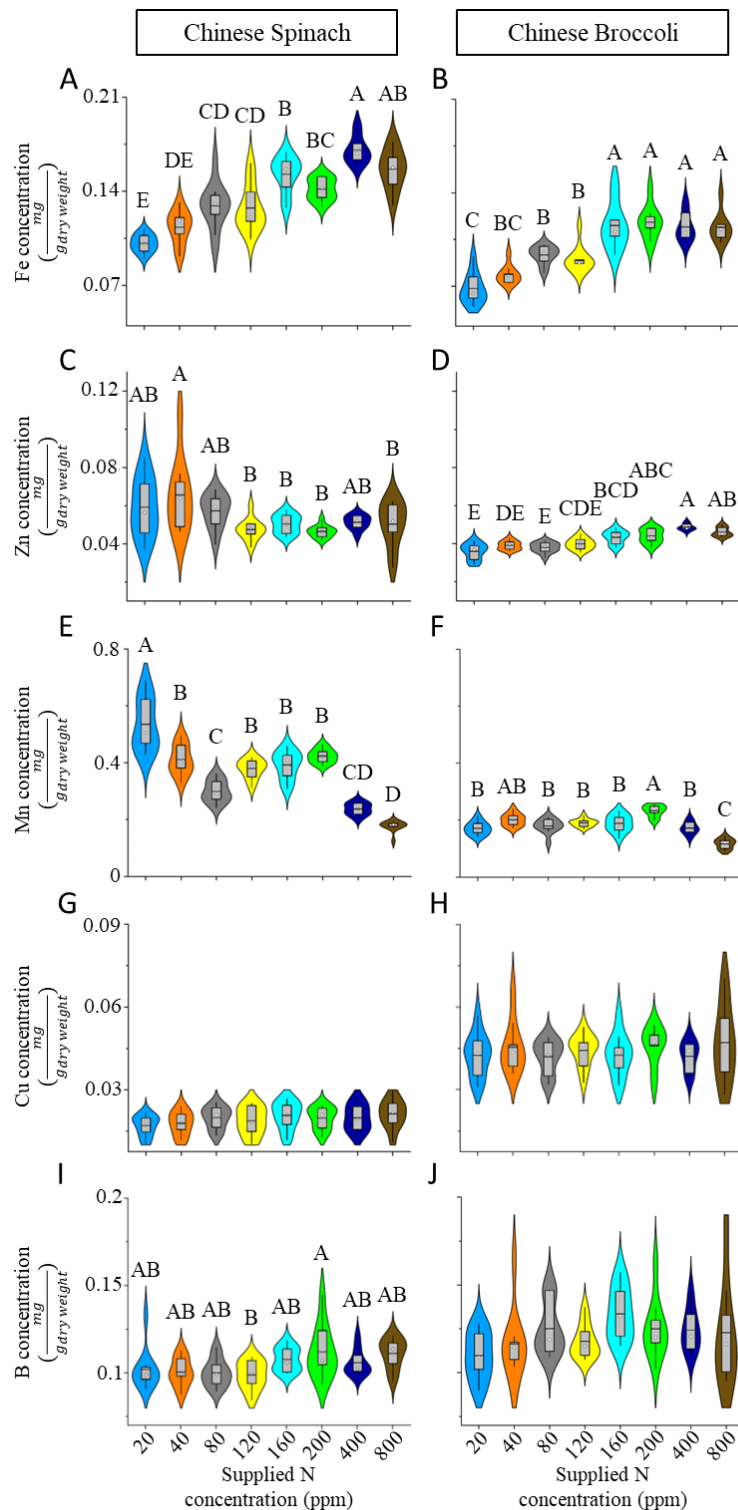 Chinese Spinach
Chinese Broccoli
A
B
Fe concentration
(mg / g dry weight)
0.21
0.14
0.07
E DE CD CD B BC A AB
C BC B B A A A A
C
D
Zn concentration
(mg / g dry weight)
0.12
0.08
0.04
AB A AB B B B AB B
E DE E CDE BCD ABC A AB
E
F
Mn concentration
(mg / g dry weight)
0.8
0.4
0
A B C B B B CD D
B AB B B B A B C
G
H
Cu concentration
(mg / g dry weight)
0.09
0.06
0.03
I
J
B concentration
(mg / g dry weight)
0.2
0.15
0.1
AB AB AB B AB A AB AB
20 40 80 120 160 200 400 800
20 40 80 120 160 200 400 800
Supplied N
concentration (ppm)
Supplied N
concentration (ppm)